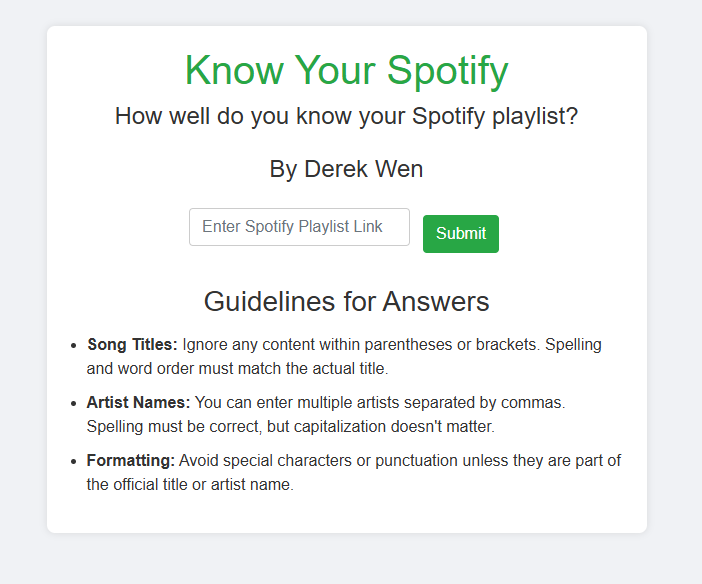 Know Your Spotify
How well do you know your Spotify playlist?
By Derek Wen
Enter Spotify Playlist Link
Submit
Guidelines for Answers
Song Titles: Ignore any content within parentheses or brackets. Spelling
and word order must match the actual title.
Artist Names: You can enter multiple artists separated by commas.
Spelling must be correct, but capitalization doesn't matter.
Formatting: Avoid special characters or punctuation unless they are part of
the official title or artist name.